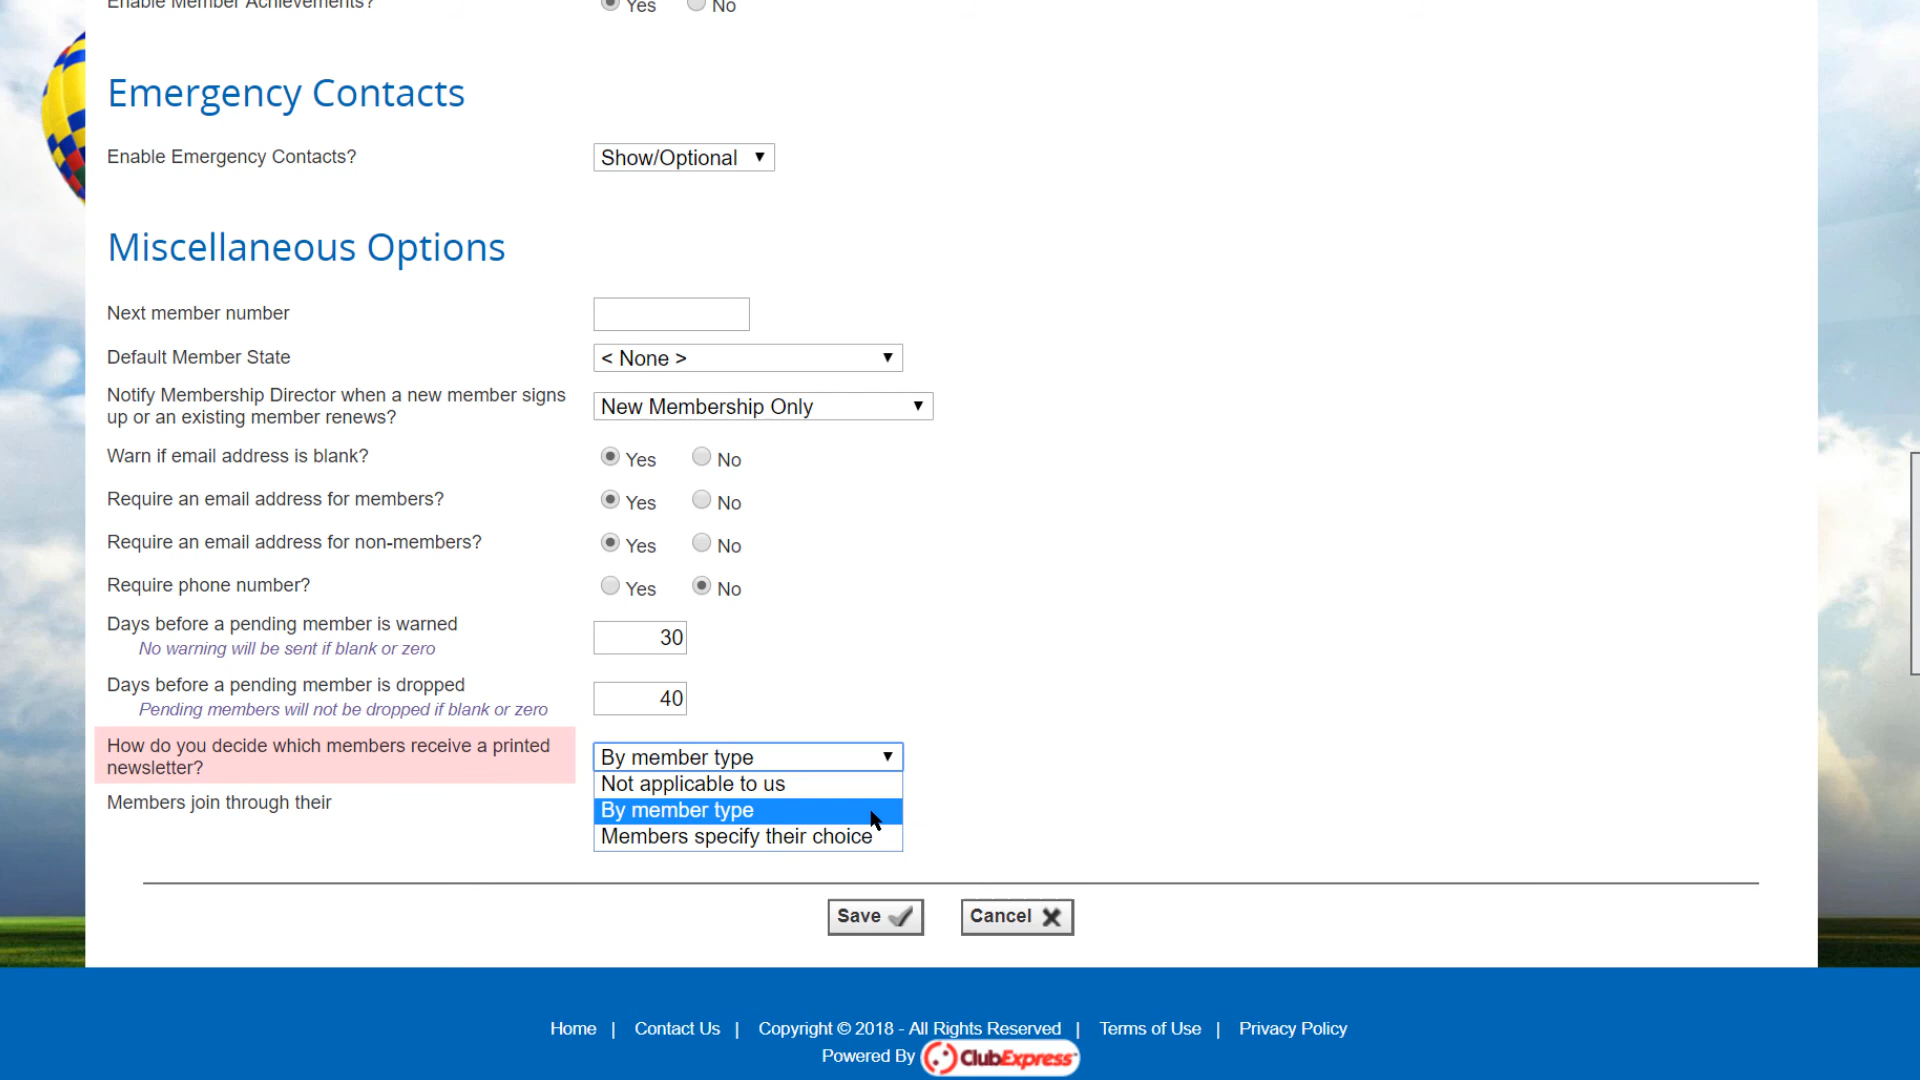 Enable Member Achievements?
Yes No
Emergency Contacts
Enable Emergency Contacts?
Show/Optional
Miscellaneous Options
Next member number
Default Member State
< None >
Notify Membership Director when a new member signs
up or an existing member renews?
New Membership Only
Warn if email address is blank?
Yes No
Require an email address for members?
Yes No
Require an email address for non-members?
Yes No
Require phone number?
Yes No
Days before a pending member is warned
No warning will be sent if blank or zero
30
Days before a pending member is dropped
Pending members will not be dropped if blank or zero
40
How do you decide which members receive a printed
newsletter?
By member type
Not applicable to us
By member type
Members specify their choice
Members join through their
Save Cancel
Home | Contact Us | Copyright © 2018 - All Rights Reserved | Terms of Use | Privacy Policy
Powered By ClubExpress